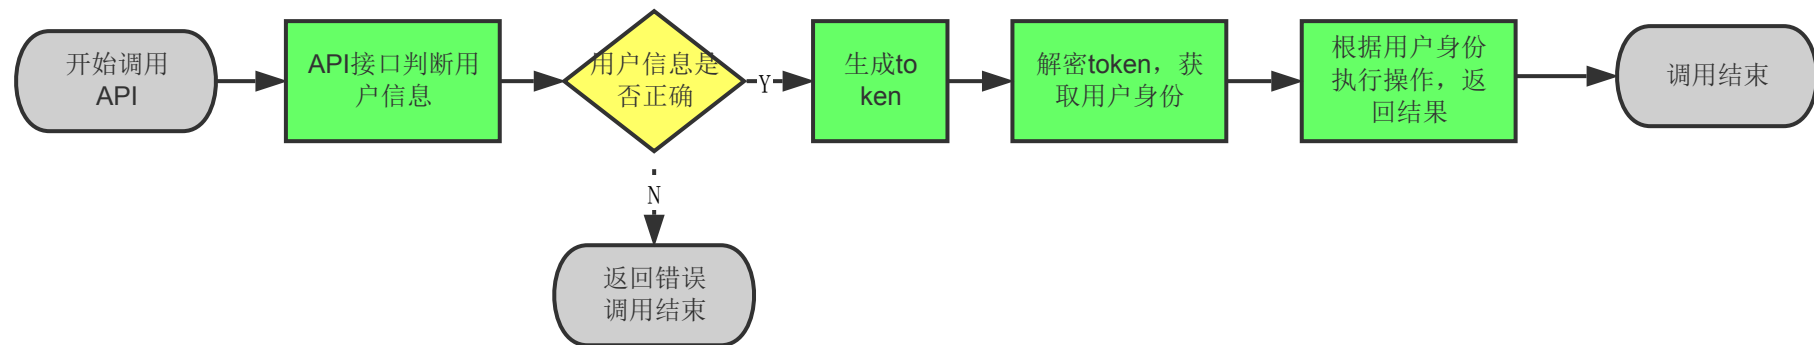 开始调用
API
API接口判断用
户信息
用户信息是
否正确
Y
生成to
ken
解密token，获
取用户身份
根据用户身份
执行操作，返
回结果
调用结束
N
返回错误
调用结束